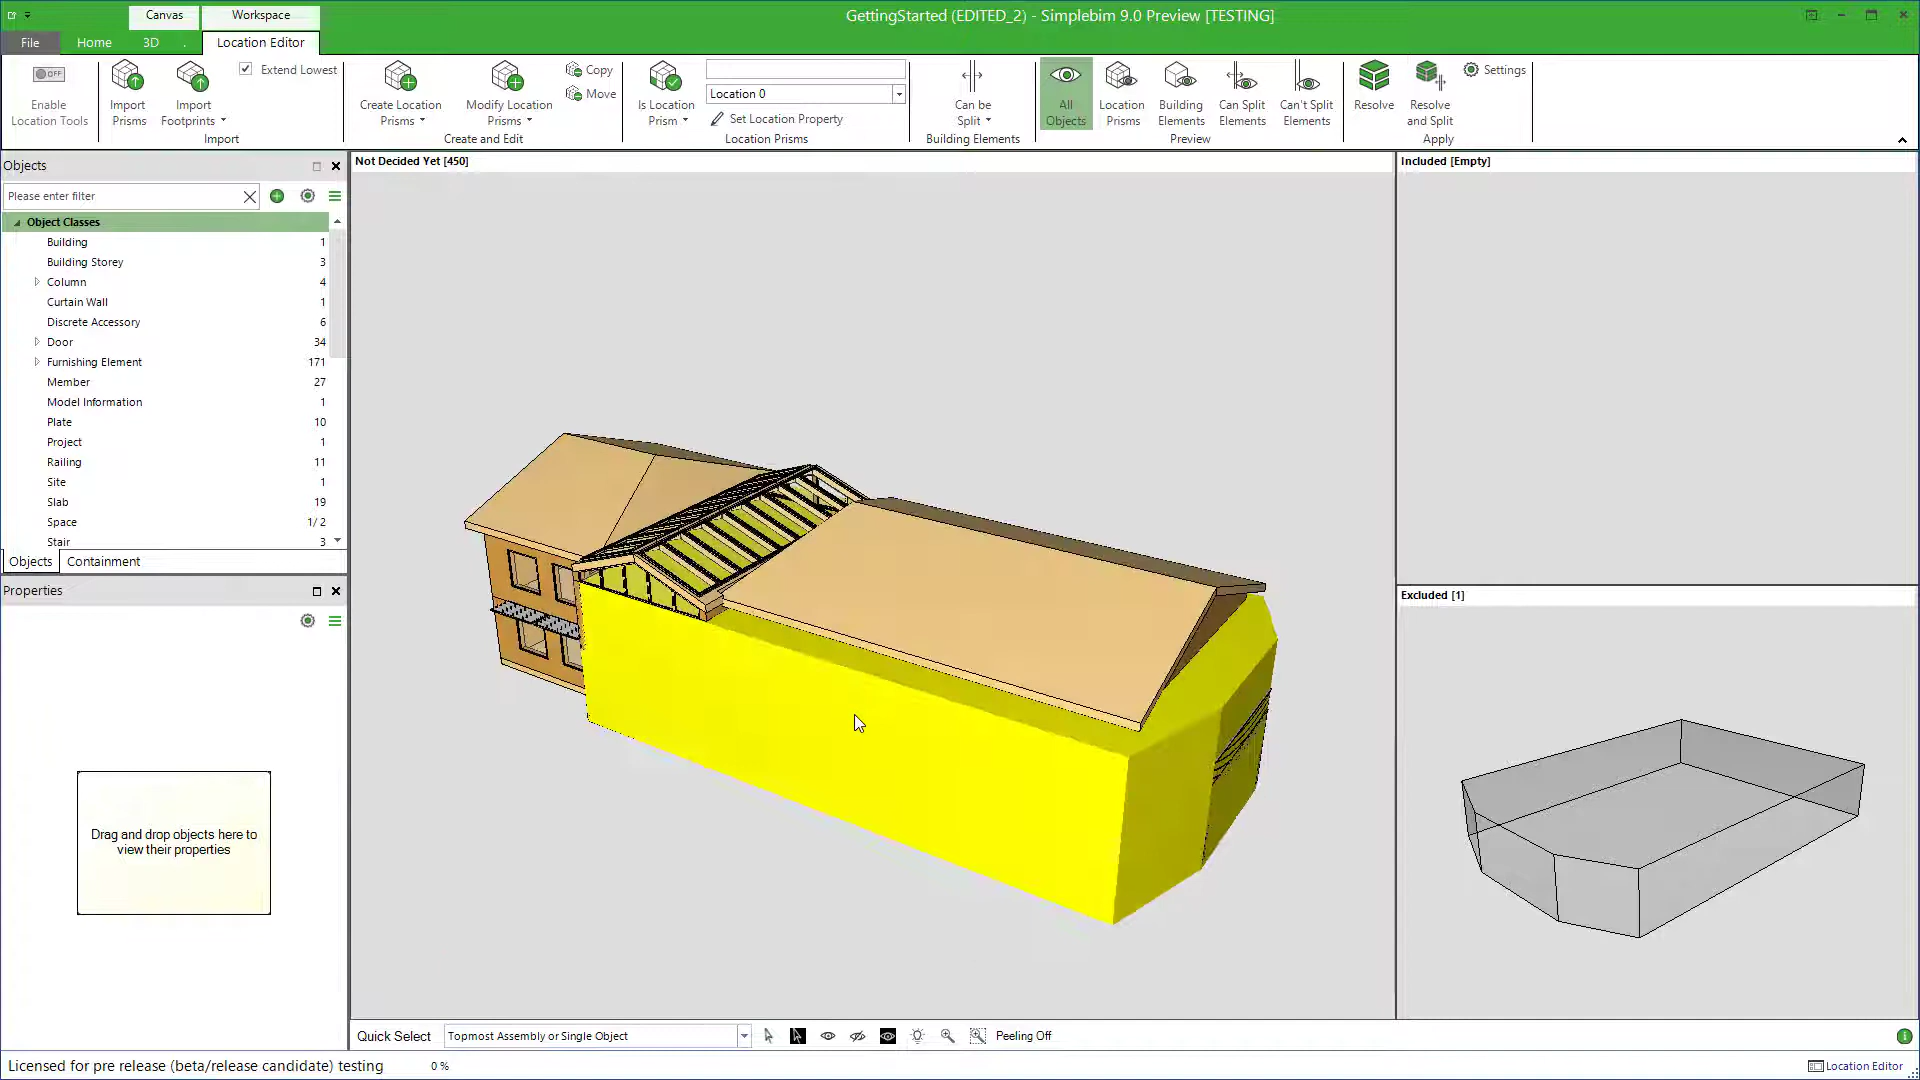 Canvas
Workspace
GettingStarted (EDITED_2) - Simplebim 9.0 Preview [TESTING]
File
Home
3D
.
Location Editor
OFF
Enable
Location Tools
Import
Prisms
Import
Footprints
Extend Lowest
Import
Create Location
Prisms
Modify Location
Prisms
Copy
Move
Create and Edit
Is Location
Prism
Location 0
Set Location Property
Location Prisms
Can be
Split
Building Elements
All
Objects
Location
Prisms
Building
Elements
Can Split
Elements
Can't Split
Elements
Preview
Resolve
Resolve
and Split
Settings
Apply
Objects
Please enter filter
Object Classes
Building 1
Building Storey 3
Column 4
Curtain Wall 1
Discrete Accessory 6
Door 34
Furnishing Element 171
Member 27
Model Information 1
Plate 10
Project 1
Railing 11
Site 1
Slab 19
Space 1/ 2
Stair 3
Objects
Containment
Properties
Drag and drop objects here to
view their properties
Not Decided Yet [450]
Included [Empty]
Excluded [1]
Quick Select
Topmost Assembly or Single Object
Peeling Off
Licensed for pre release (beta/release candidate) testing
0 %
Location Editor